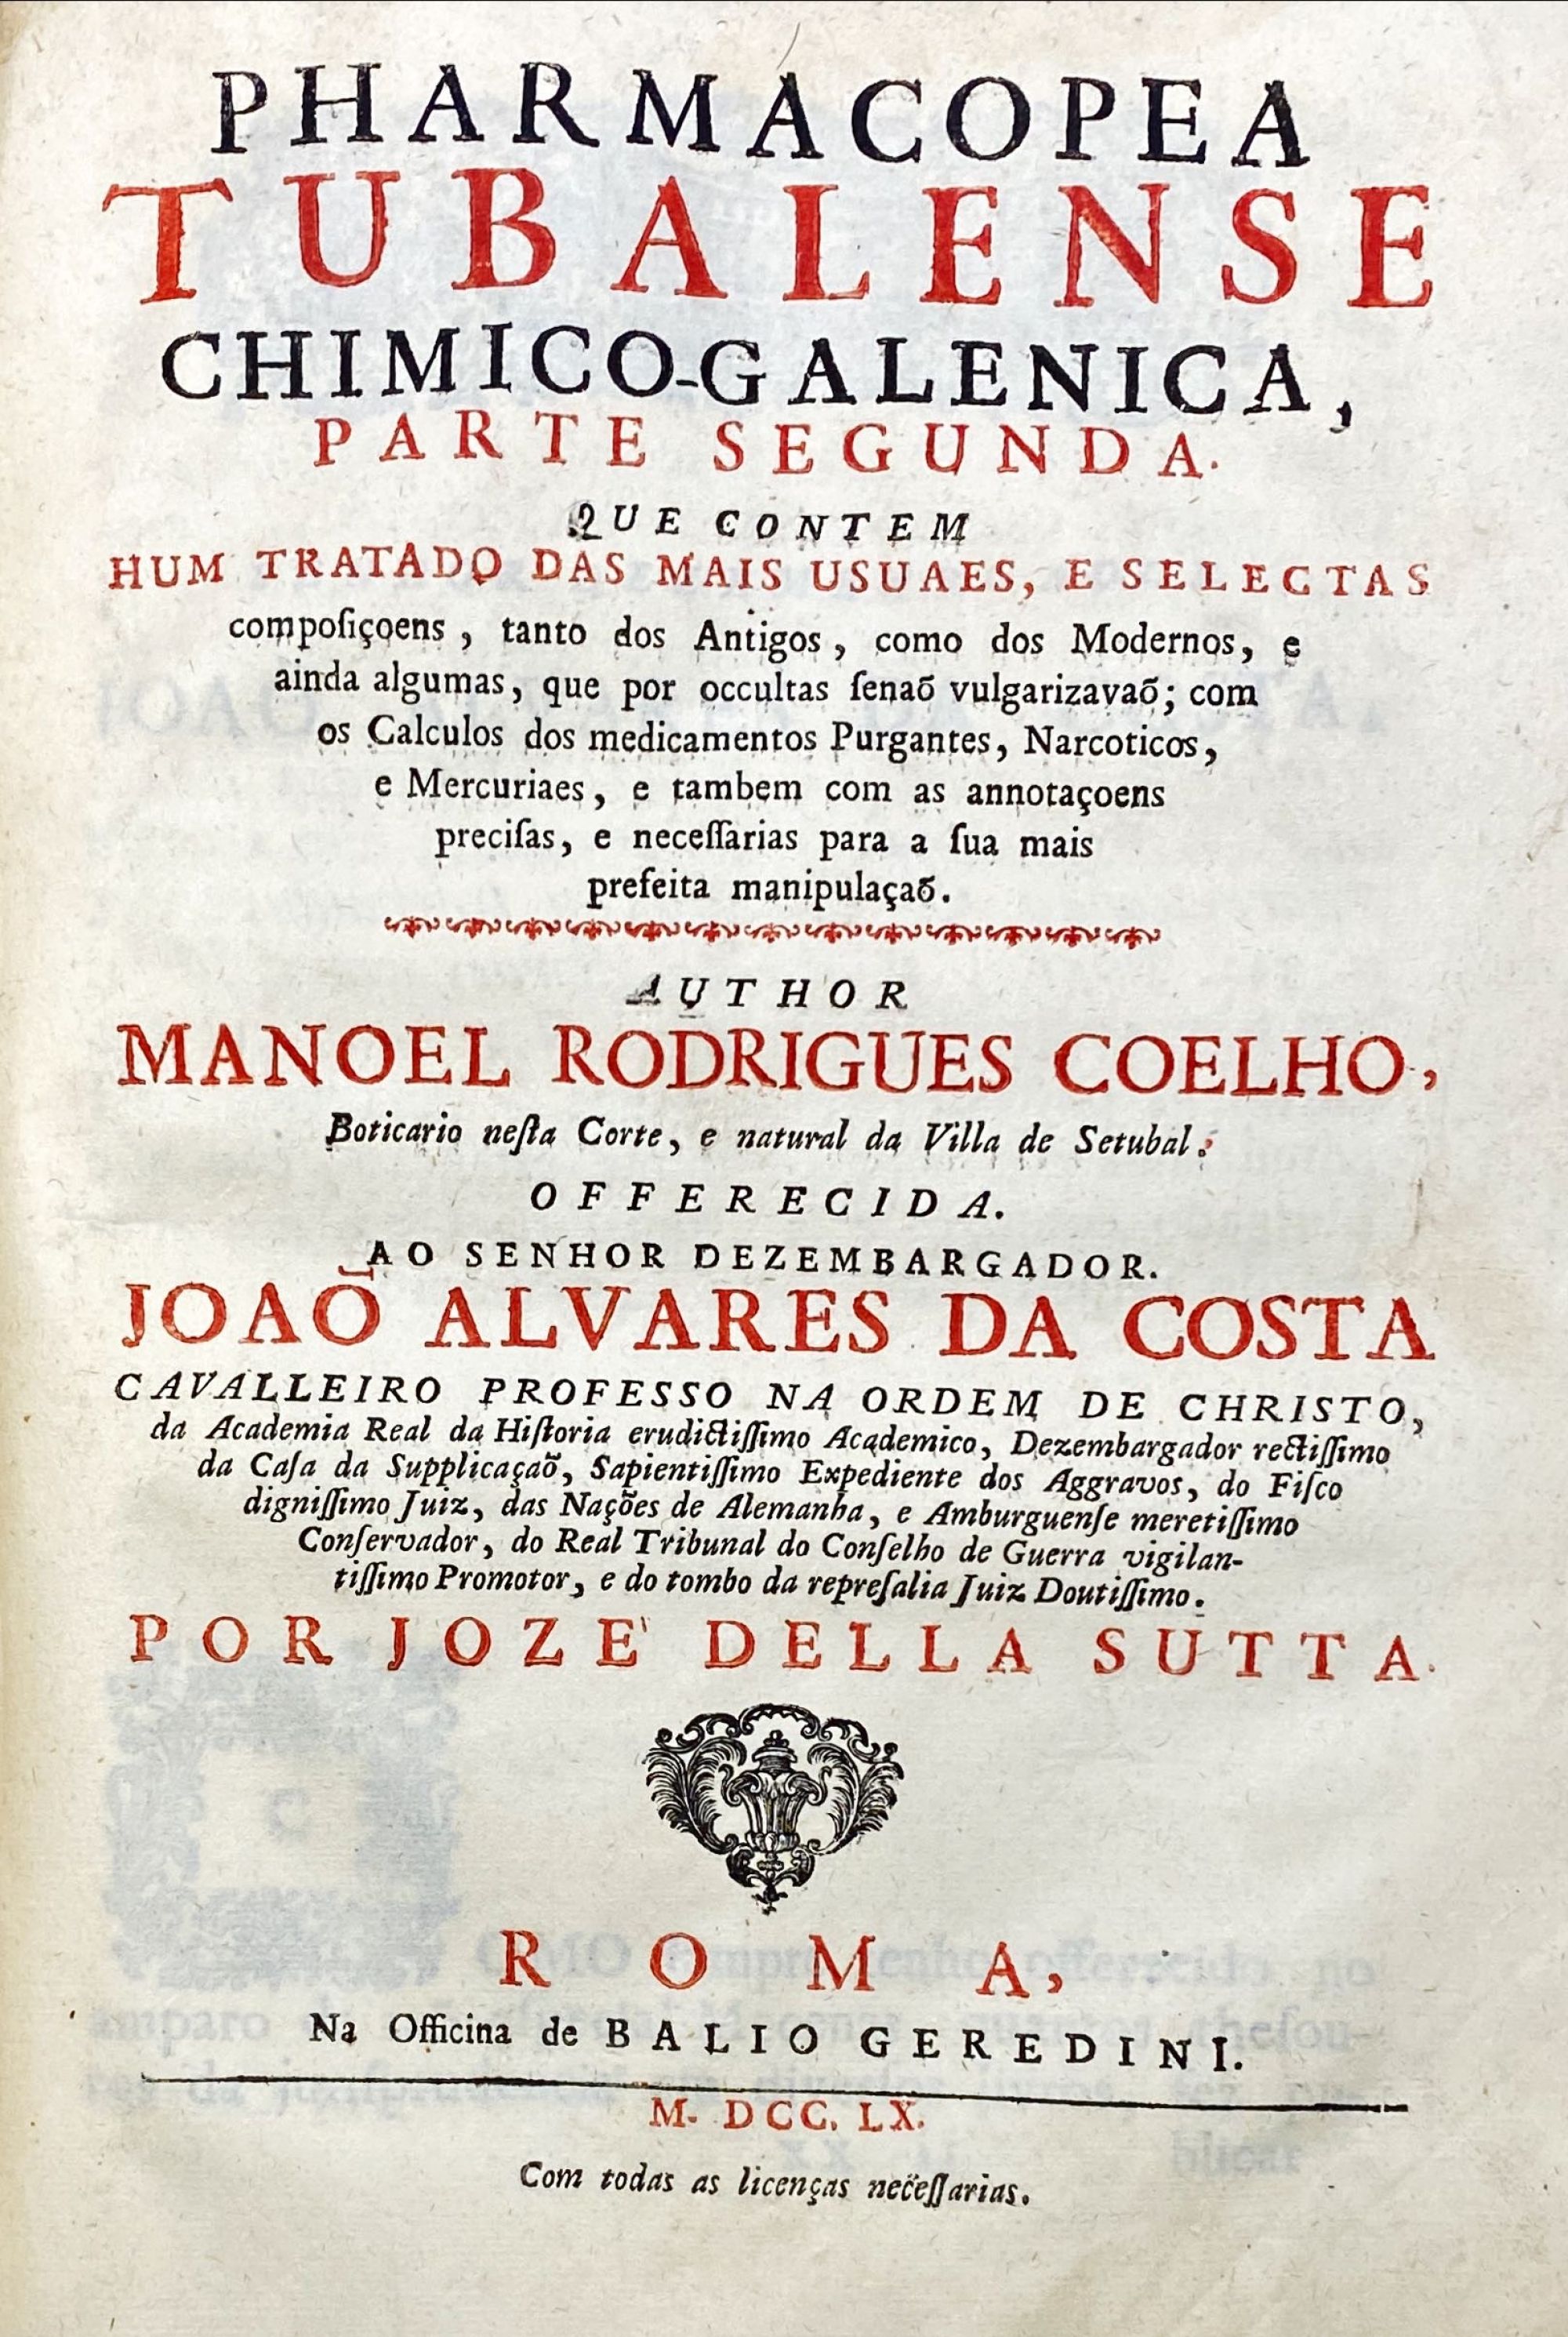 PHARMACOPEA
TUBALENSE
CHIMICO-GALENICA,
PARTE SEGUNDA.
QUE CONTEM
HUM TRATADO DAS MAIS USUAES, E SELECTAS
compoſiçoens, tanto dos Antigos, como dos Modernos, e
ainda algumas, que por occultas ſenaõ vulgarizavaõ; com
os Calculos dos medicamentos Purgantes, Narcoticos,
e Mercuriaes, e tambem com as annotaçoens
preciſas, e neceſſarias para a ſua mais
prefeita manipulaçaõ.
AUTHOR
MANOEL RODRIGUES COELHO,
Boticario neſta Corte, e natural da Villa de Setubal:
OFFERECIDA.
AO SENHOR DEZEMBARGADOR.
JOAÕ ALVARES DA COSTA
CAVALLEIRO PROFESSO NA ORDEM DE CHRISTO,
da Academia Real da Hiſtoria erudictiſſimo Academico, Dezembargador rectiſſimo
da Caſa da Supplicaçaõ, Sapientiſſimo Expediente dos Aggravos, do Fiſco
digniſſimo Juiz, das Nações de Alemanha, e Amburguenſe meretiſſimo
Conſervador, do Real Tribunal do Conſelho de Guerra vigilan-
tiſſimo Promotor, e do tombo da repreſalia Juiz Doutiſſimo.
POR JOZE' DELLA SUTTA.
ROMA,
Na Officina de BALIO GEREDINI.
M. DCC. LX.
Com todas as licenças neceſſarias.